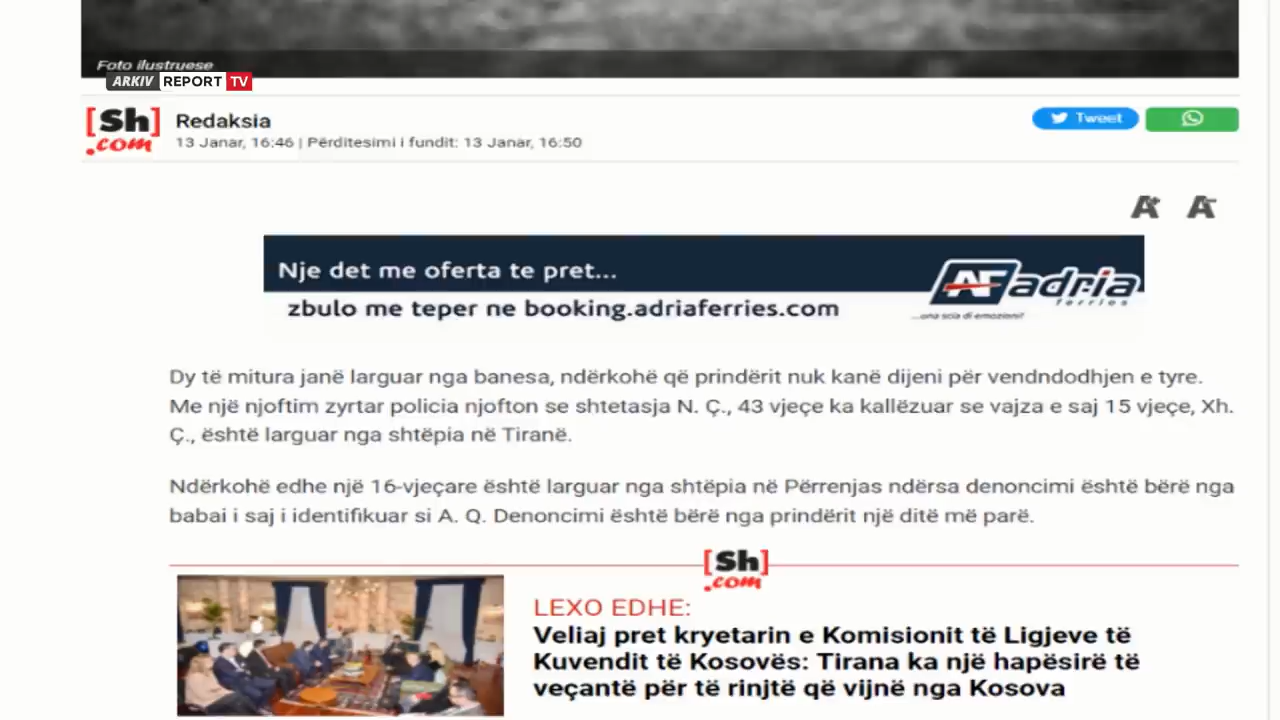 Foto ilustruese
ARKIV REPORT TV
[Sh]
.com
Redaksia
13 Janar, 16:46 | Përditesimi i fundit: 13 Janar, 16:50
Tweet
A+ A-
Nje det me oferta te pret...
zbulo me teper ne booking.adriaferries.com
AF adria
ferries
...ona scia di emozioni!
Dy të mitura janë larguar nga banesa, ndërkohë që prindërit nuk kanë dijeni për vendndodhjen e tyre.
Me një njoftim zyrtar policia njofton se shtetasja N. Ç., 43 vjeçe ka kallëzuar se vajza e saj 15 vjeçe, Xh.
Ç., është larguar nga shtëpia në Tiranë.
Ndërkohë edhe një 16-vjeçare është larguar nga shtëpia në Përrenjas ndërsa denoncimi është bërë nga
babai i saj i identifikuar si A. Q. Denoncimi është bërë nga prindërit një ditë më parë.
[Sh]
.com
LEXO EDHE:
Veliaj pret kryetarin e Komisionit të Ligjeve të
Kuvendit të Kosovës: Tirana ka një hapësirë të
veçantë për të rinjtë që vijnë nga Kosova